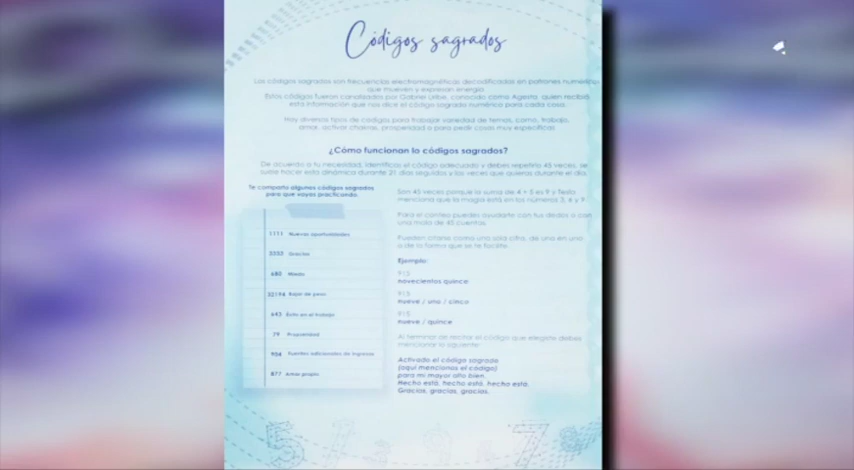 Códigos sagrados
Los códigos sagrados son frecuencias electromagnéticas decodificadas en patrones numéricos
que mueven y expresan energía.
Estos códigos fueron canalizados por Gabriel Uribe, conocido como Agesta, quien recibió
esta información que nos dice el código sagrado numérico para cada cosa.
Hay diversos tipos de códigos para trabajar variedad de temas, como, trabajo,
amor, activar chakras, prosperidad o para pedir cosas muy específicas.
¿Cómo funcionan lo códigos sagrados?
De acuerdo a tu necesidad, identificas el código adecuado y debes repetirlo 45 veces, se
hacer esta dinámica durante 21 días seguidos y las veces que quieras durante el día.
Te comparto algunos códigos sagrados
para que vayas practicando.
1111 Nuevas oportunidades
5553 Gracias
680 Miedo
52194 Bajar de peso
643 Éxito en el trabajo
79 Prosperidad
954 Fuentes adicionales de ingresos
877 Amor propio
Son 45 veces porque la suma de 4 + 5 es 9 y Tesla
menciona que la magia está en los números 3, 6 y 9.
Para el conteo puedes ayudarte con tus dedos o con
una mala de 45 cuentas.
Pueden citarse como una sola cifra, de uno en uno
o de la forma que se te facilite.
Ejemplo:
915
novecientos quince
915
nueve / uno / cinco
915
nueve / quince
Al terminar de recitar el código que elegiste debes
mencionar lo siguiente:
Activado el código sagrado
(aquí mencionas el código)
para mi mayor alto bien.
Hecho está, hecho está, hecho está.
Gracias, gracias, gracias.
5 7